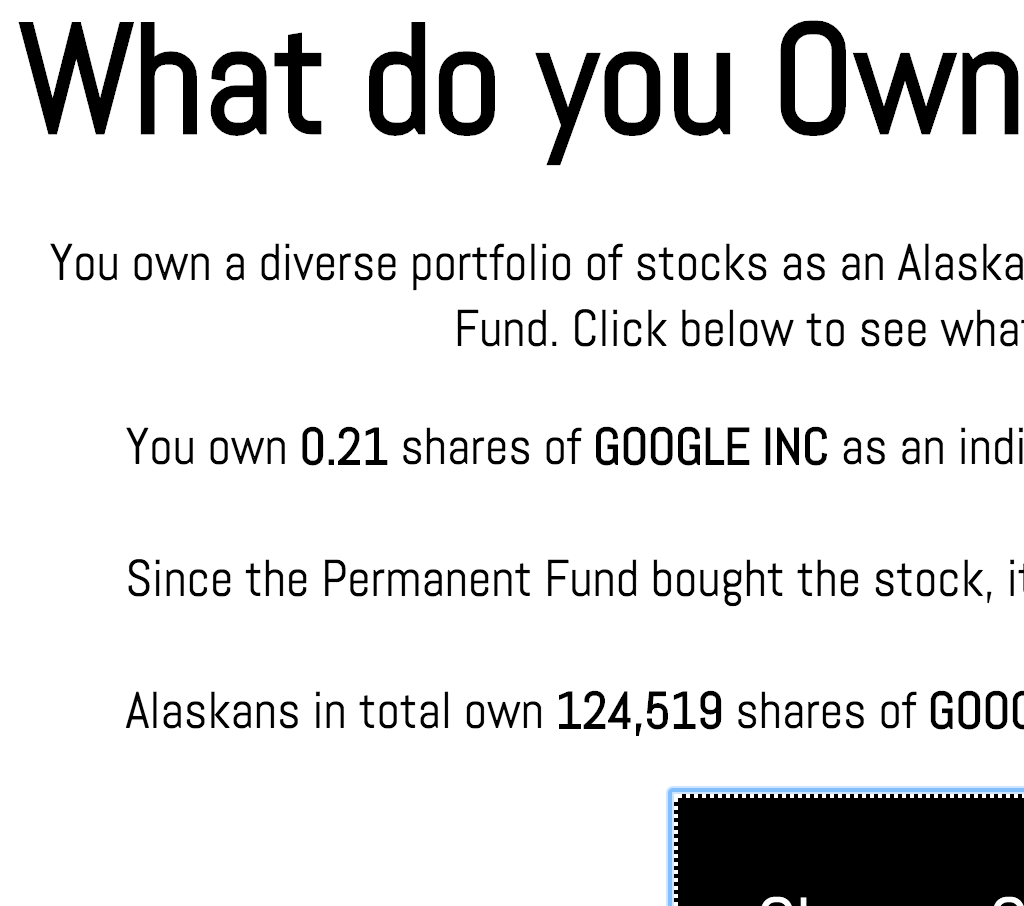 What do you Own
You own a diverse portfolio of stocks as an Alaska
Fund. Click below to see what
You own 0.21 shares of GOOGLE INC as an indi
Since the Permanent Fund bought the stock, it
Alaskans in total own 124,519 shares of GOOG